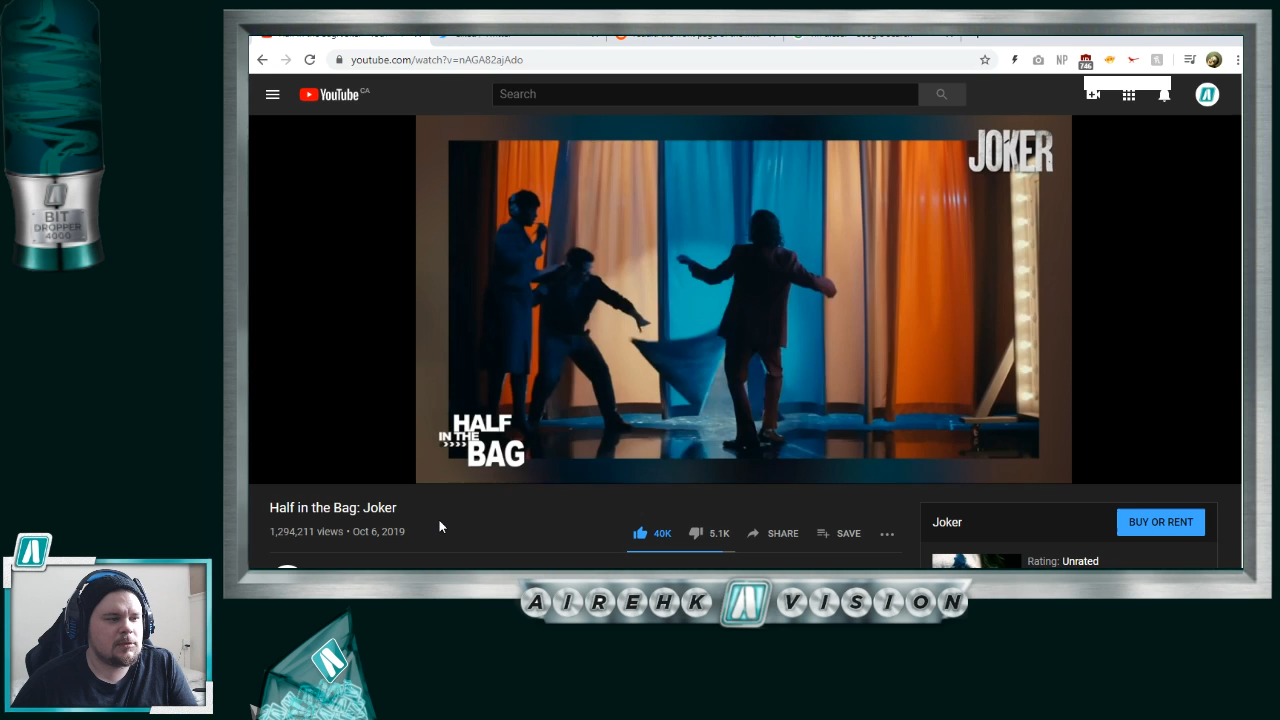 youtube.com/watch?v=nAGA82ajAdo
NP
746
YouTube CA
Search
JOKER
HALF
IN THE
BAG
Half in the Bag: Joker
1,294,211 views • Oct 6, 2019
40K
5.1K
SHARE
SAVE
Joker
BUY OR RENT
Rating: Unrated
BIT
DROPPER
4000
AIREHK VISION